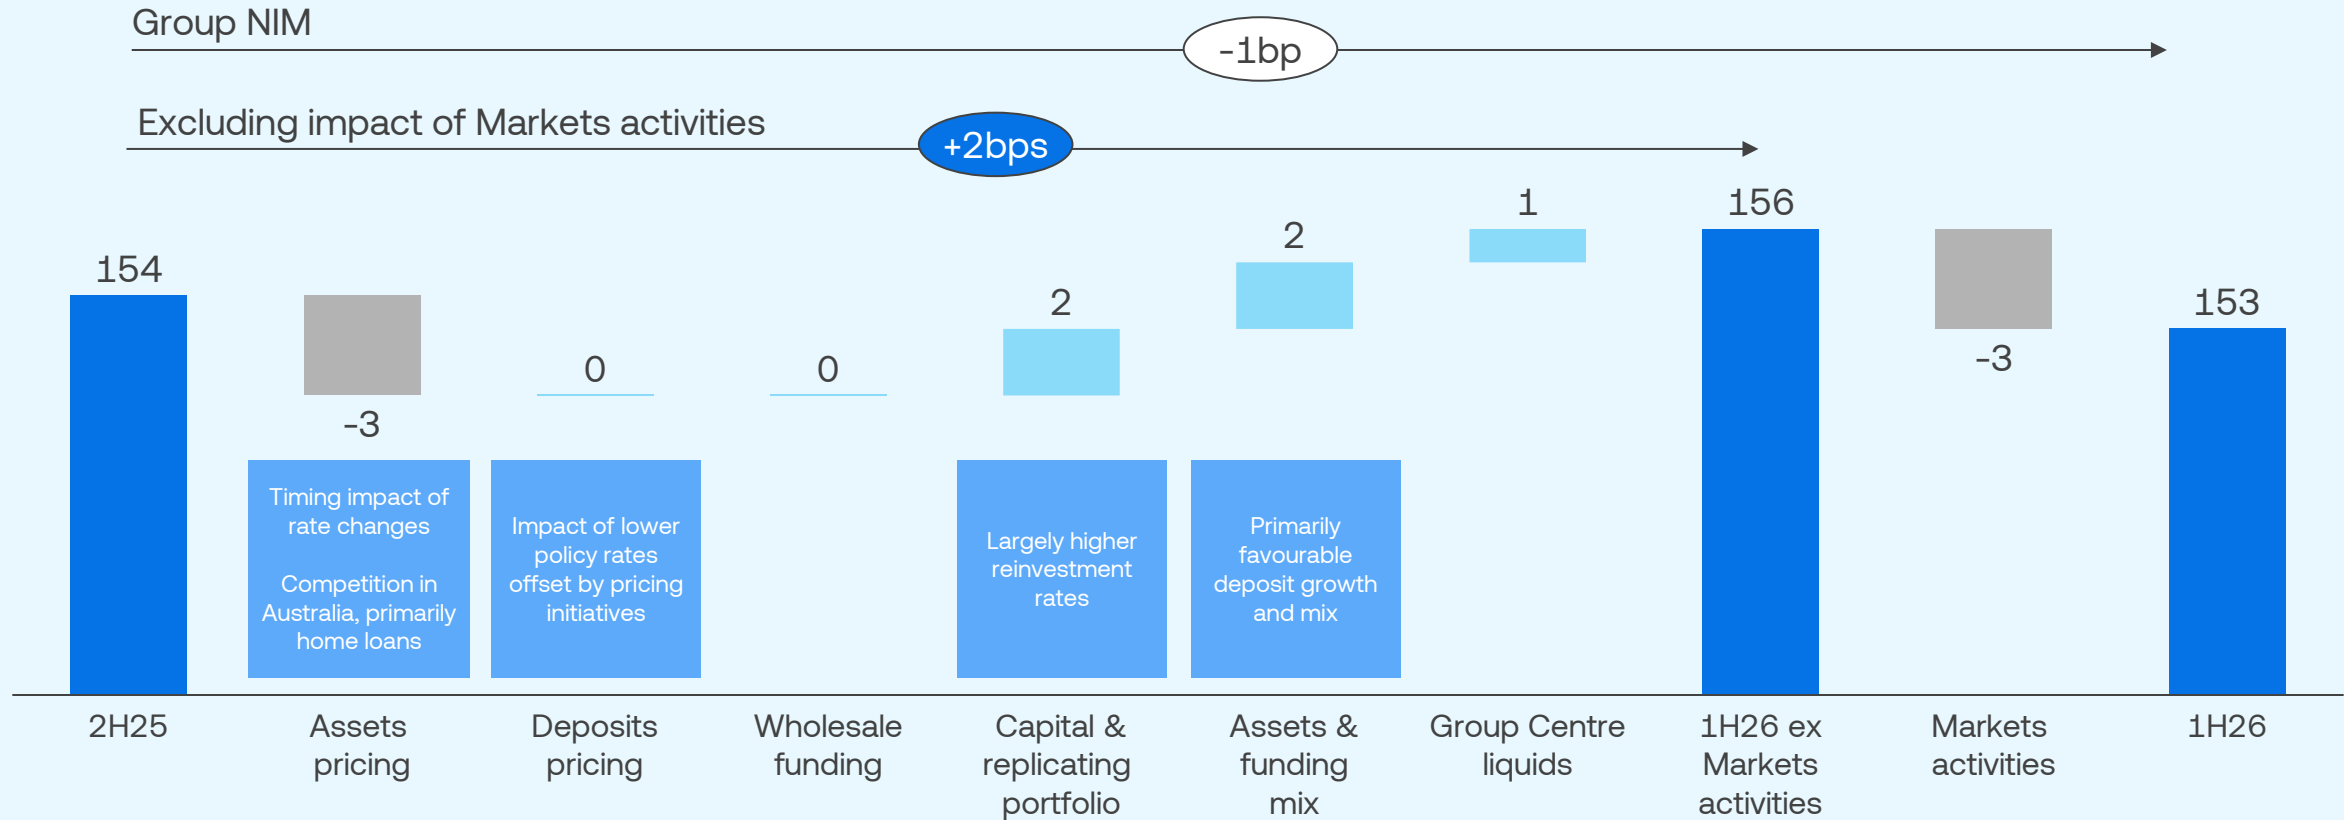 Group NIM
-1bp
Excluding impact of Markets activities
+2bps
154
-3
0
0
2
2
1
156
-3
153
Timing impact of
rate changes
Competition in
Australia, primarily
home loans
Impact of lower
policy rates
offset by pricing
initiatives
Largely higher
reinvestment
rates
Primarily
favourable
deposit growth
and mix
2H25
Assets
pricing
Deposits
pricing
Wholesale
funding
Capital &
replicating
portfolio
Assets &
funding
mix
Group Centre
liquids
1H26 ex
Markets
activities
Markets
activities
1H26